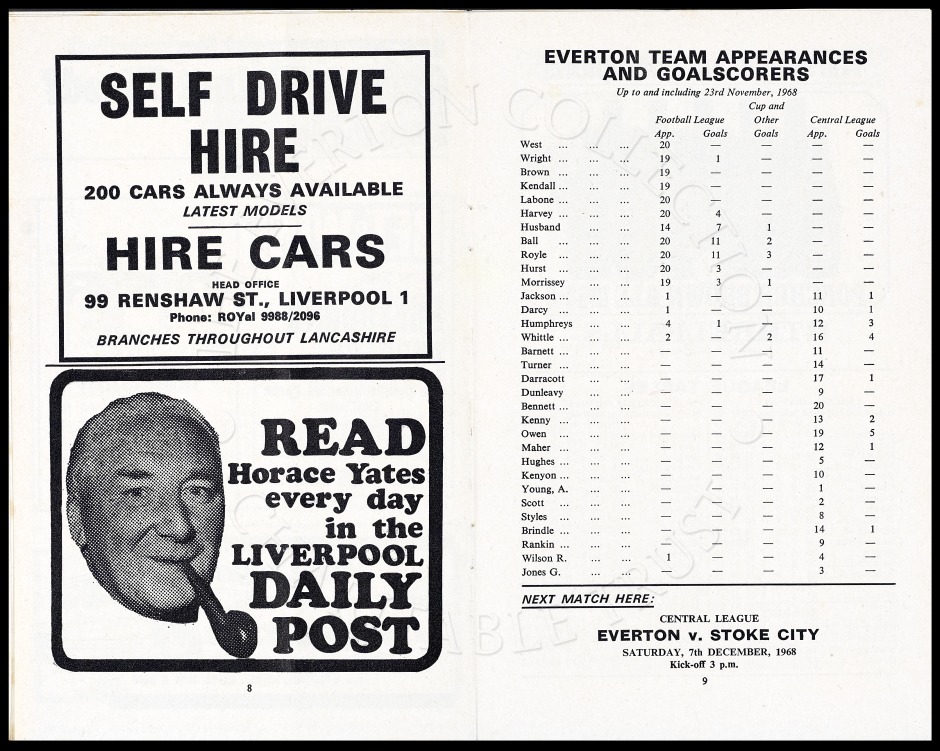 SELF DRIVE
HIRE
200 CARS ALWAYS AVAILABLE
LATEST MODELS
HIRE CARS
HEAD OFFICE
99 RENSHAW ST., LIVERPOOL 1
Phone: ROYal 9988/2096
BRANCHES THROUGHOUT LANCASHIRE
READ
Horace Yates
every day
in the
LIVERPOOL
DAILY
POST
8
EVERTON TEAM APPEARANCES
AND GOALSCORERS
Up to and including 23rd November, 1968
Cup and
Football League Other Central League
App. Goals Goals App. Goals
West ... ... ... 20 — — — —
Wright ... ... ... 19 1 — — —
Brown ... ... ... 19 — — — —
Kendall ... ... ... 19 — — — —
Labone ... ... ... 20 — — — —
Harvey ... ... ... 20 4 — — —
Husband ... ... 14 7 1 — —
Ball ... ... ... 20 11 2 — —
Royle ... ... ... 20 11 3 — —
Hurst ... ... ... 20 3 — — —
Morrissey ... ... 19 3 — — —
Jackson ... ... ... 1 — — 11 1
Darcy ... ... ... 1 — — 10 1
Humphreys ... ... 4 1 — 12 3
Whittle ... ... ... 2 — 2 16 4
Barnett ... ... ... — — — 11 —
Turner ... ... ... — — — 14 —
Darracott ... ... — — — 17 1
Dunleavy ... ... — — — 9 —
Bennett ... ... ... — — — 20 —
Kenny ... ... ... — — — 13 2
Owen ... ... ... — — — 19 5
Maher ... ... ... — — — 12 1
Hughes ... ... ... — — — 5 —
Kenyon ... ... ... — — — 10 —
Young, A. ... ... — — — 1 —
Scott ... ... ... — — — 2 —
Styles ... ... ... — — — 8 —
Brindle ... ... ... — — — 14 1
Rankin ... ... ... — — — 9 —
Wilson R. ... ... 1 — — 4 —
Jones G. ... ... — — — 3 —
NEXT MATCH HERE:
CENTRAL LEAGUE
EVERTON v. STOKE CITY
SATURDAY, 7th DECEMBER, 1968
Kick-off 3 p.m.
9